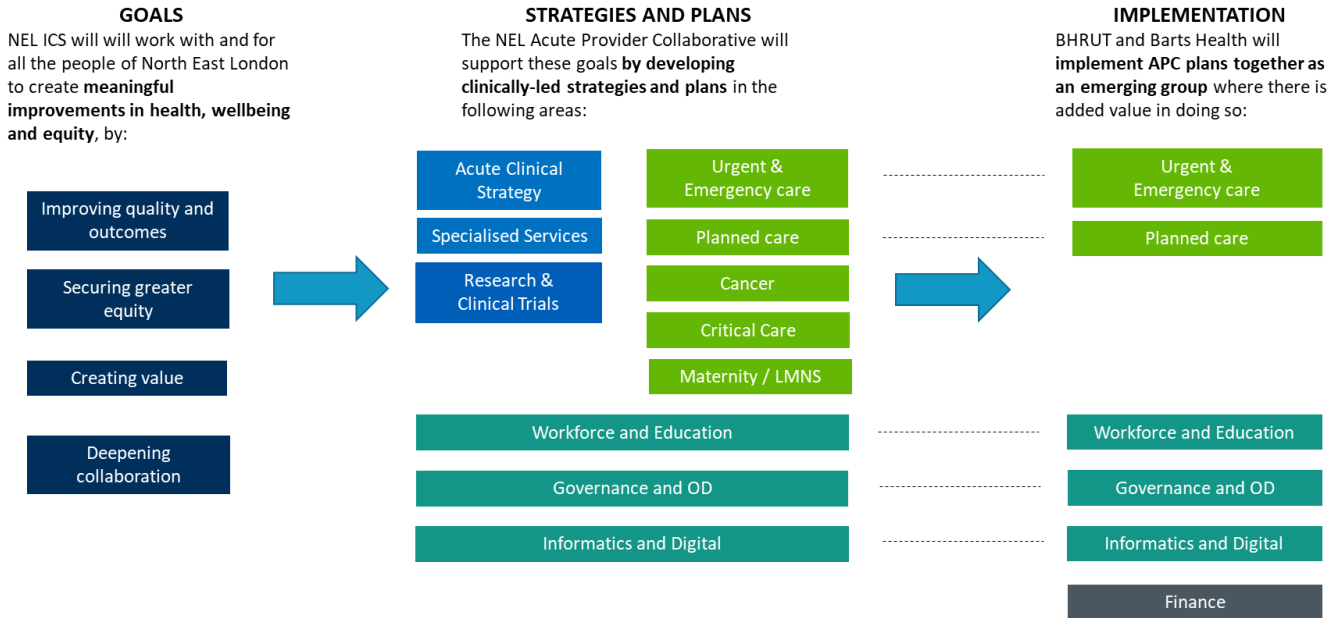 GOALS
NEL ICS will will work with and for
all the people of North East London
to create meaningful
improvements in health, wellbeing
and equity, by:
Improving quality and
outcomes
Securing greater
equity
Creating value
Deepening
collaboration
STRATEGIES AND PLANS
The NEL Acute Provider Collaborative will
support these goals by developing
clinically-led strategies and plans in the
following areas:
Acute Clinical
Strategy
Specialised Services
Research &
Clinical Trials
Urgent &
Emergency care
Planned care
Cancer
Critical Care
Maternity / LMNS
Workforce and Education
Governance and OD
Informatics and Digital
IMPLEMENTATION
BHRUT and Barts Health will
implement APC plans together as
an emerging group where there is
added value in doing so:
Urgent &
Emergency care
Planned care
Workforce and Education
Governance and OD
Informatics and Digital
Finance